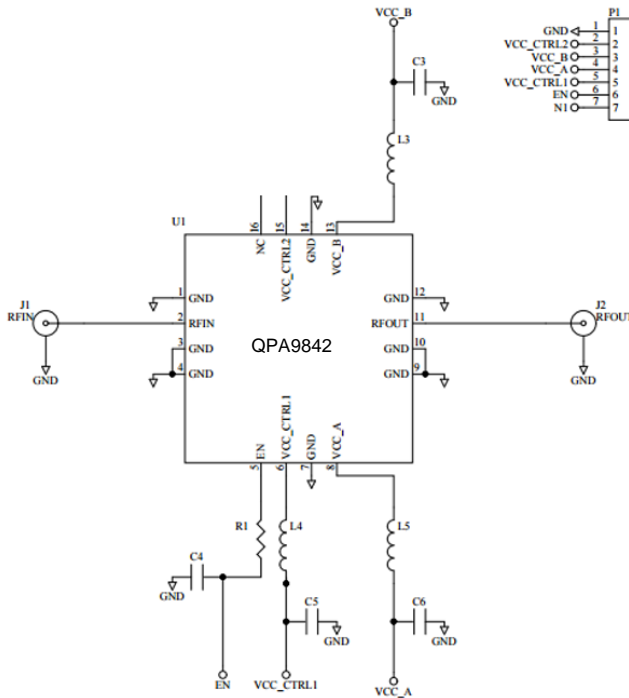 VCC_B
P1
GND 1 1
VCC_CTRL2 2 2
VCC_B 3 3
VCC_A 4 4
VCC_CTRL1 5 5
EN 6 6
N1 7 7
C3
GND
L3
U1
16 15 14 13
NC VCC_CTRL2 GND VCC_B
J1
RFIN
GND
1 GND
2 RFIN
3 GND
4 GND
QPA9842
GND 12
RFOUT 11
GND 10
GND 9
J2
RFOUT
GND
EN VCC_CTRL1 GND VCC_A
5 6 7 8
R1
L4
L5
C4
GND
C5
GND
C6
GND
EN
VCC_CTRL1
VCC_A